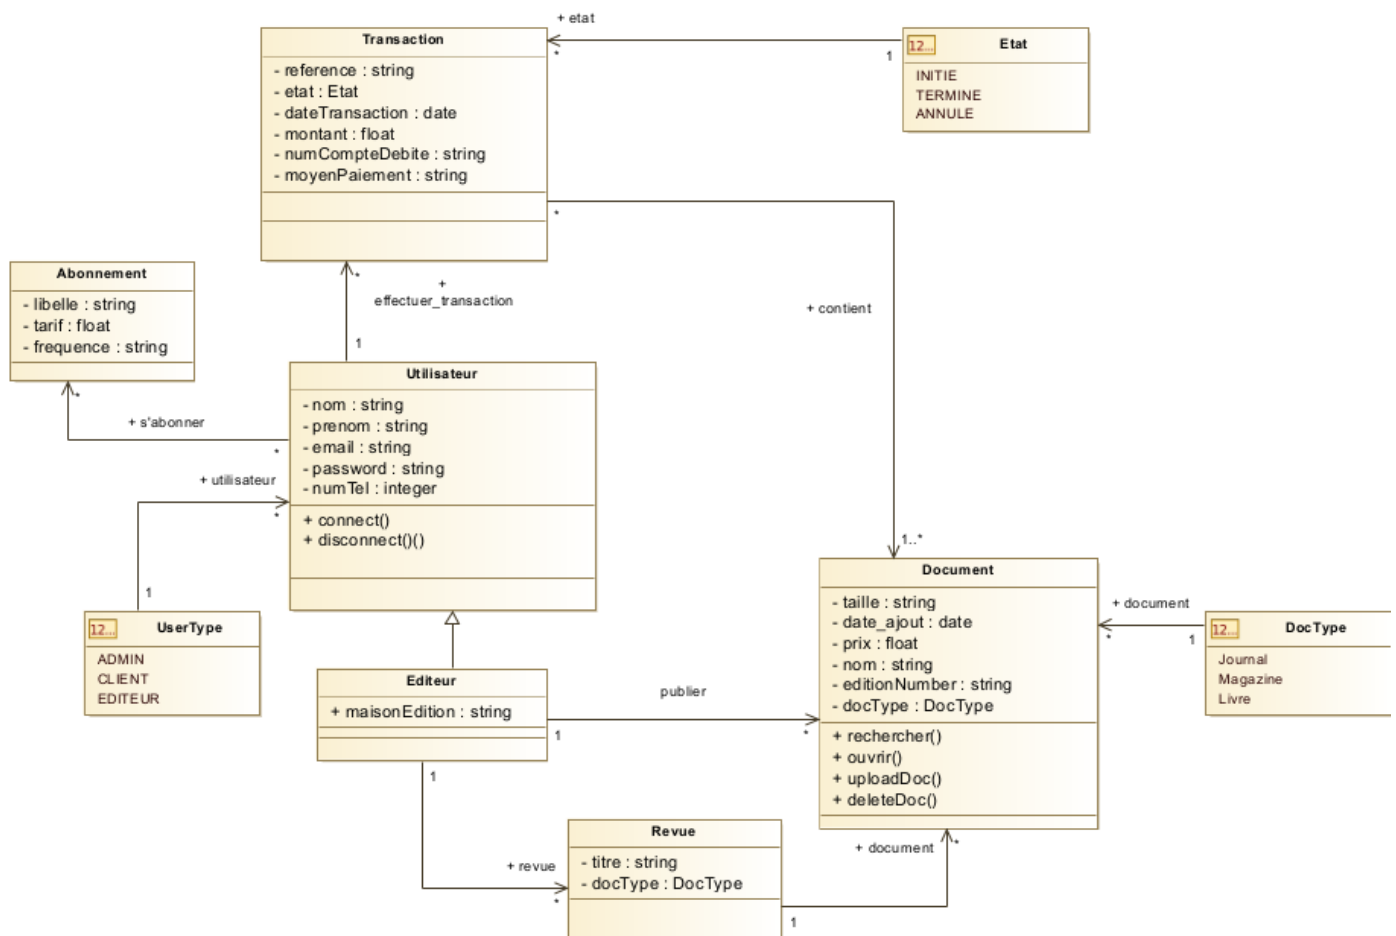 + etat
*
1
Transaction
- reference : string
- etat : Etat
- dateTransaction : date
- montant : float
- numCompteDebite : string
- moyenPaiement : string
12...
Etat
INITIE
TERMINE
ANNULE
*
+ contient
1..*
Abonnement
- libelle : string
- tarif : float
- frequence : string
*
+
effectuer_transaction
1
*
+ s'abonner
*
+ utilisateur
*
1
Utilisateur
- nom : string
- prenom : string
- email : string
- password : string
- numTel : integer
+ connect()
+ disconnect()()
12...
UserType
ADMIN
CLIENT
EDITEUR
Editeur
+ maisonEdition : string
publier
1
*
1
+ revue
*
Document
- taille : string
- date_ajout : date
- prix : float
- nom : string
- editionNumber : string
- docType : DocType
+ rechercher()
+ ouvrir()
+ uploadDoc()
+ deleteDoc()
+ document
*
1
12...
DocType
Journal
Magazine
Livre
Revue
- titre : string
- docType : DocType
+ document
*
1